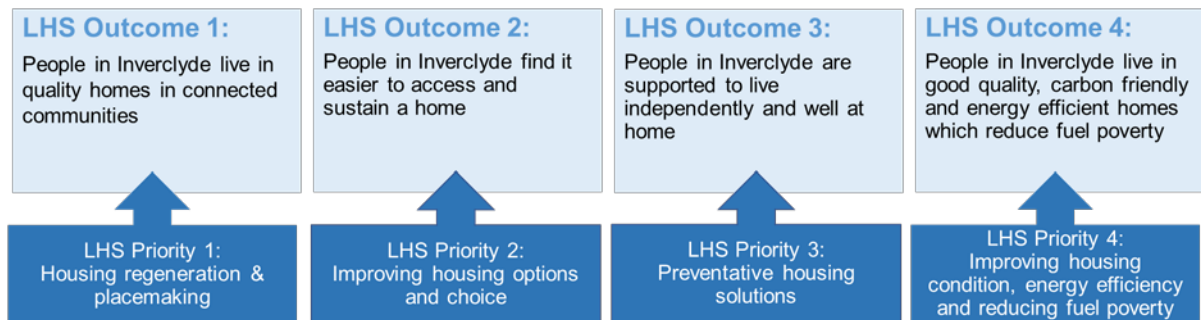 LHS Outcome 1:
People in Inverclyde live in
quality homes in connected
communities
LHS Outcome 2:
People in Inverclyde find it
easier to access and
sustain a home
LHS Outcome 3:
People in Inverclyde are
supported to live
independently and well at
home
LHS Outcome 4:
People in Inverclyde live in
good quality, carbon friendly
and energy efficient homes
which reduce fuel poverty
LHS Priority 1:
Housing regeneration &
placemaking
LHS Priority 2:
Improving housing options
and choice
LHS Priority 3:
Preventative housing
solutions
LHS Priority 4:
Improving housing
condition, energy efficiency
and reducing fuel poverty